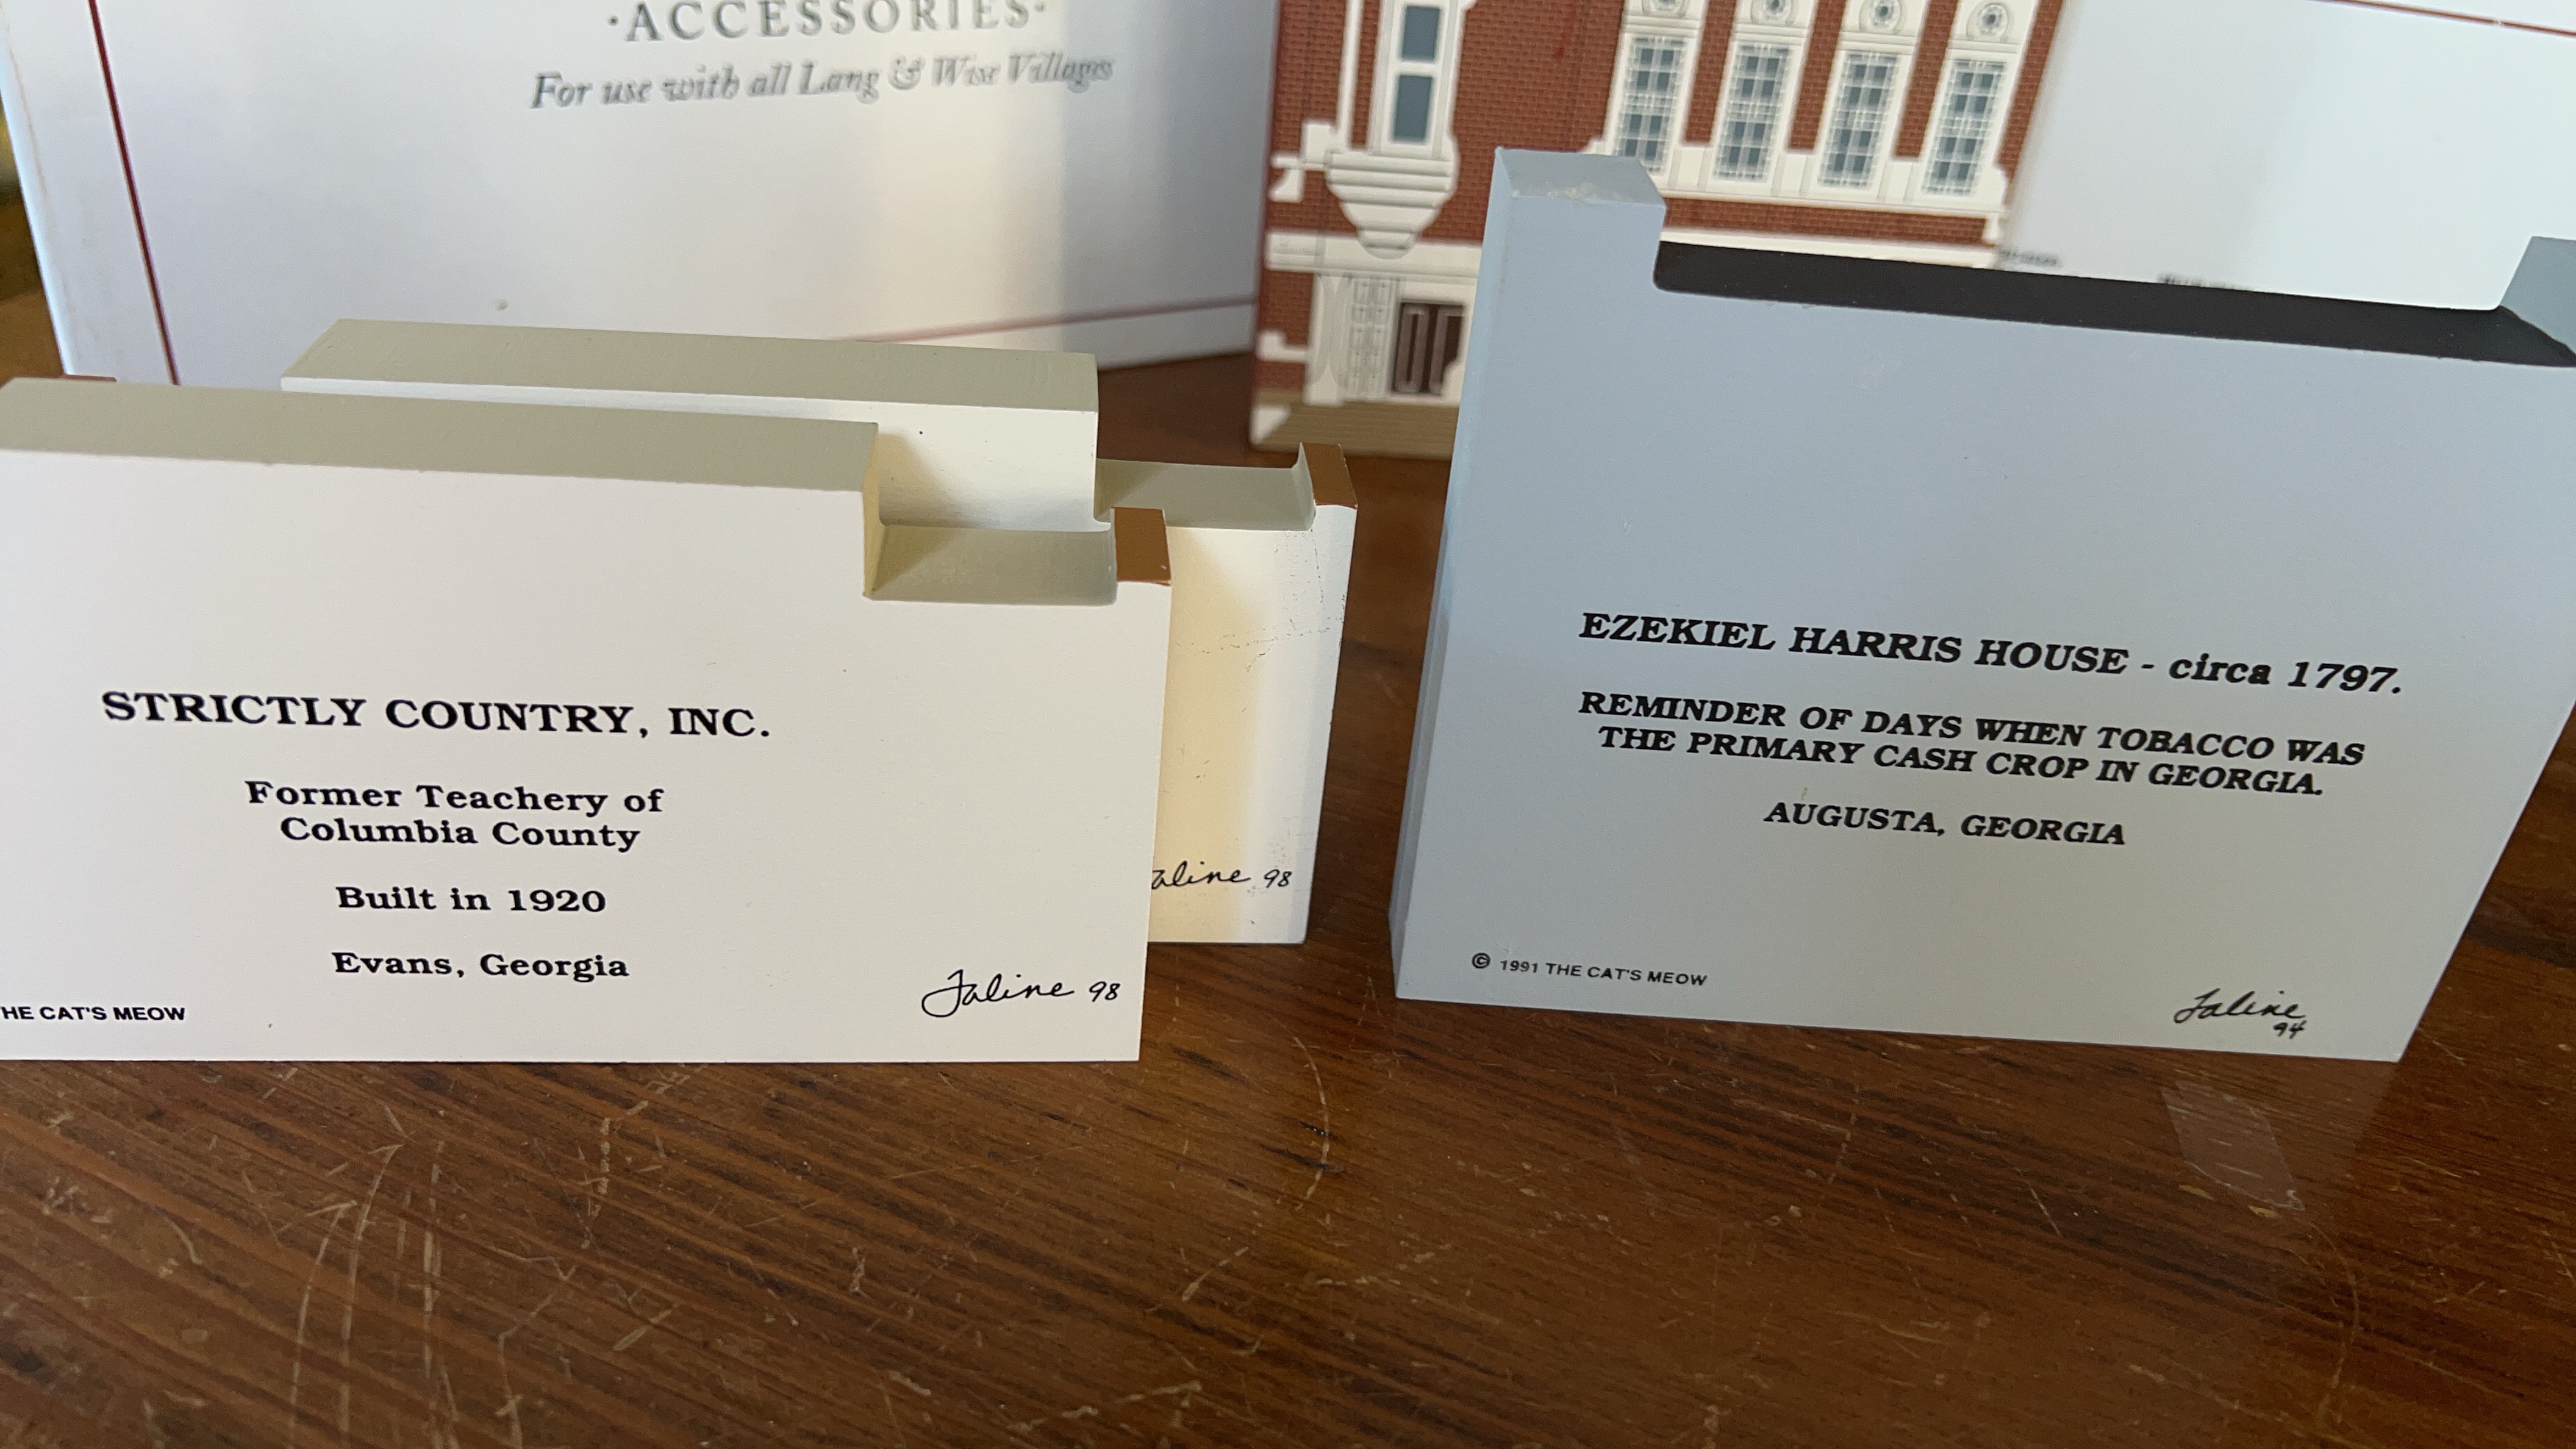 ·ACCESSORIES·
For use with all Lang & Wise Villages
STRICTLY COUNTRY, INC.
Former Teachery of
Columbia County
Built in 1920
Evans, Georgia
HE CAT'S MEOW
Faline 98
aline 98
EZEKIEL HARRIS HOUSE - circa 1797.
REMINDER OF DAYS WHEN TOBACCO WAS
THE PRIMARY CASH CROP IN GEORGIA.
AUGUSTA, GEORGIA
© 1991 THE CAT'S MEOW
Faline
94